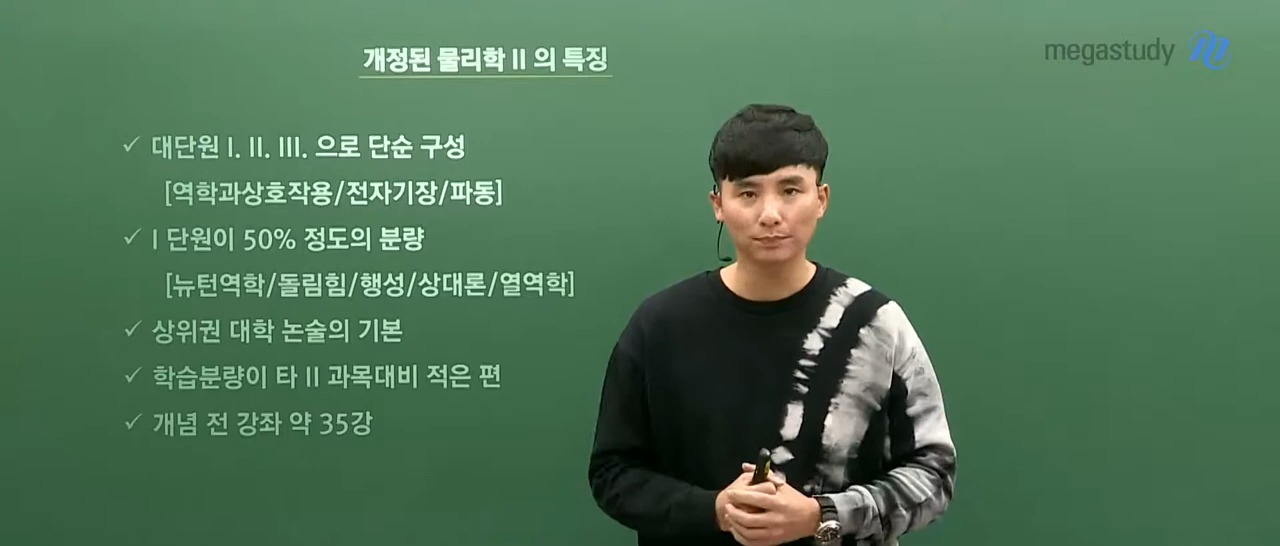 개정된 물리학 II 의 특징
megastudy
✓ 대단원 I. II. III. 으로 단순 구성
[역학과상호작용/전자기장/파동]
✓ I 단원이 50% 정도의 분량
[뉴턴역학/돌림힘/행성/상대론/열역학]
✓ 상위권 대학 논술의 기본
✓ 학습분량이 타 II 과목대비 적은 편
✓ 개념 전 강좌 약 35강